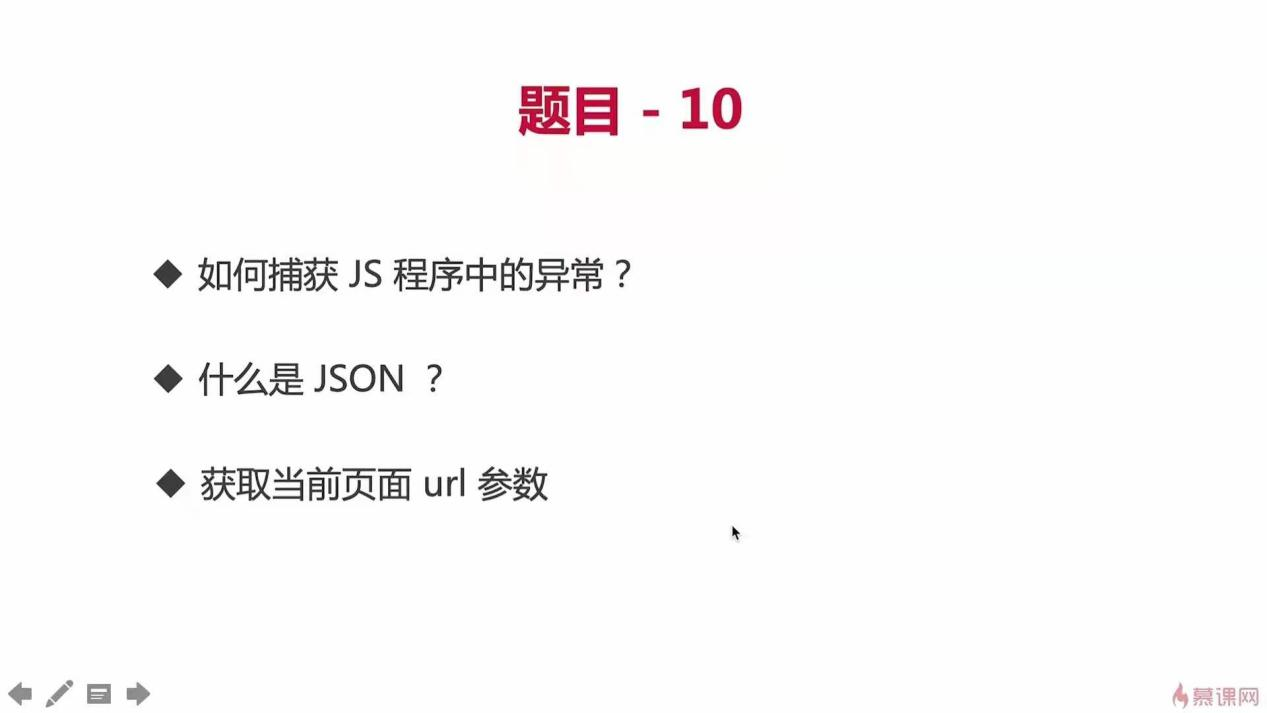 题目 - 10
◆ 如何捕获 JS 程序中的异常？
◆ 什么是 JSON ？
◆ 获取当前页面 url 参数
慕课网